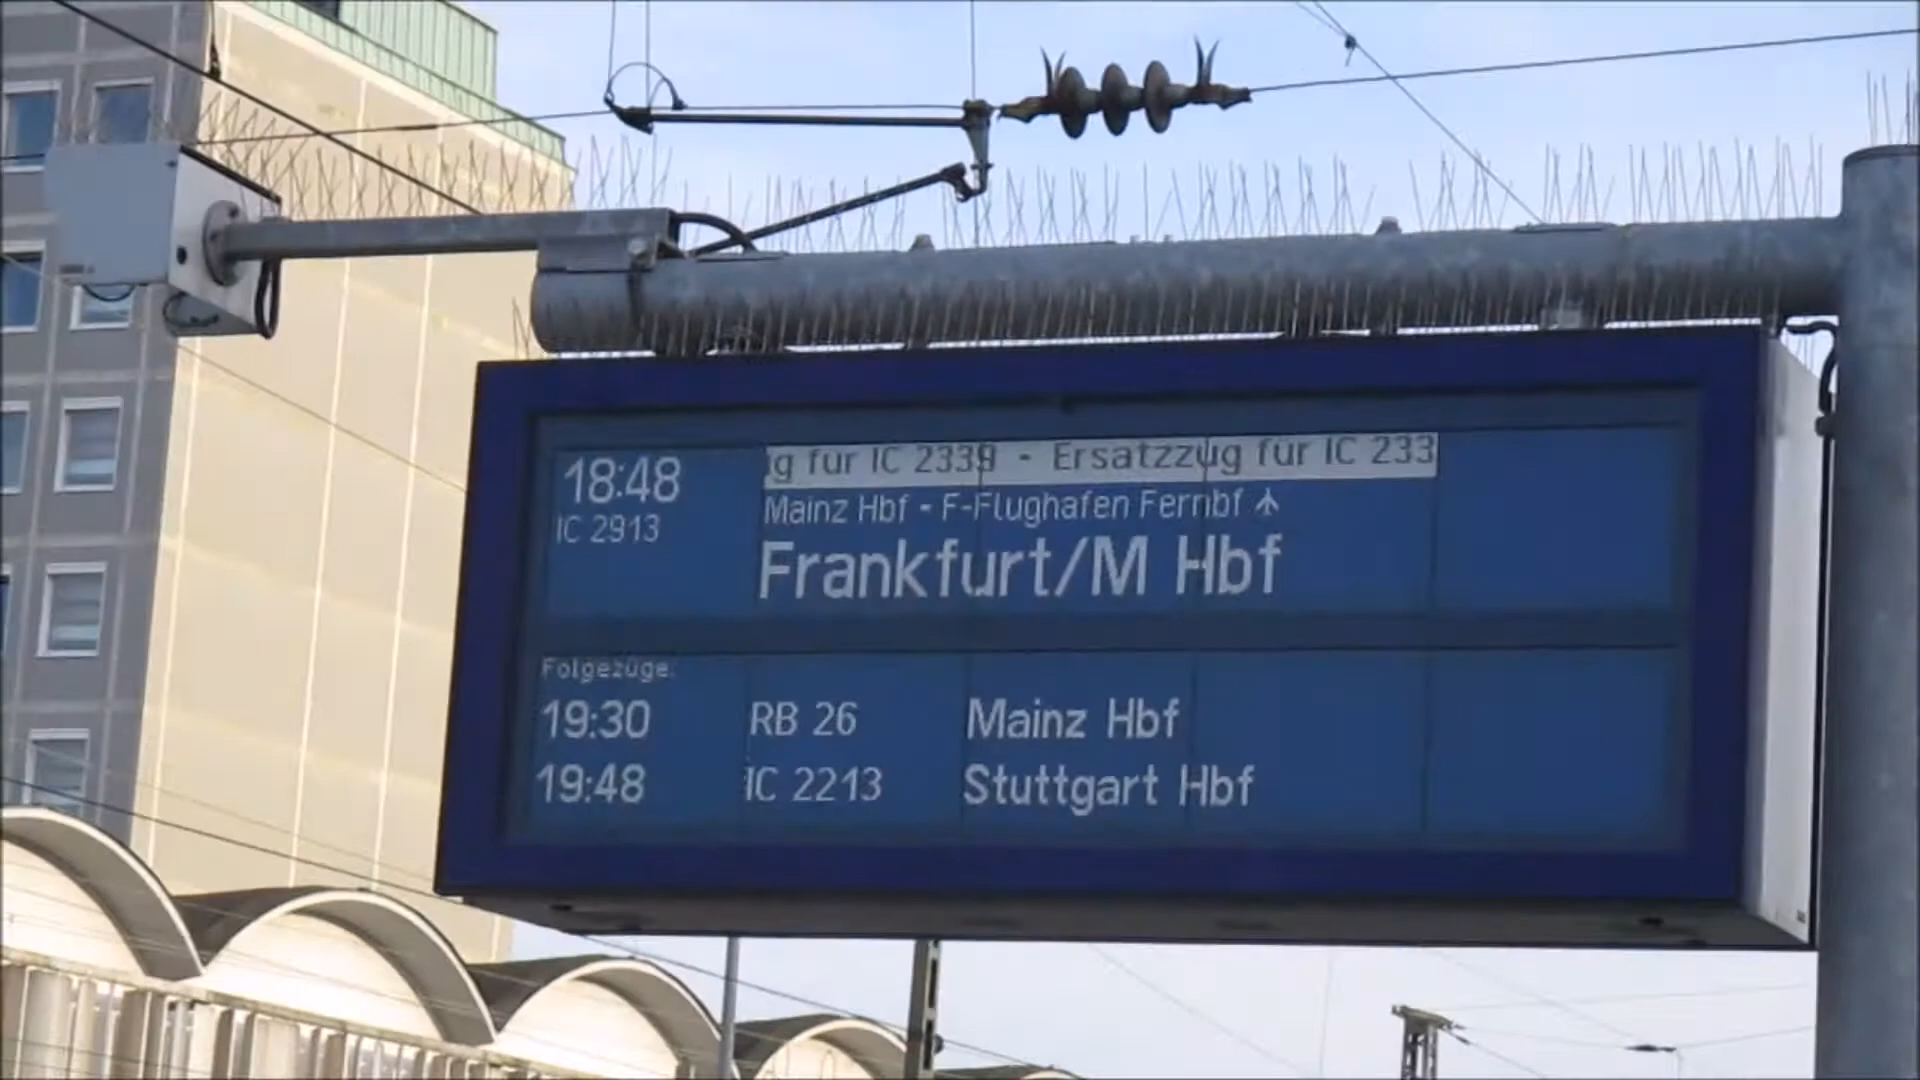 18:48
ig für IC 2339 - Ersatzzug für IC 233
IC 2913
Mainz Hbf - F-Flughafen Fernbf
Frankfurt/M Hbf
Folgezüge:
19:30 RB 26 Mainz Hbf
19:48 IC 2213 Stuttgart Hbf